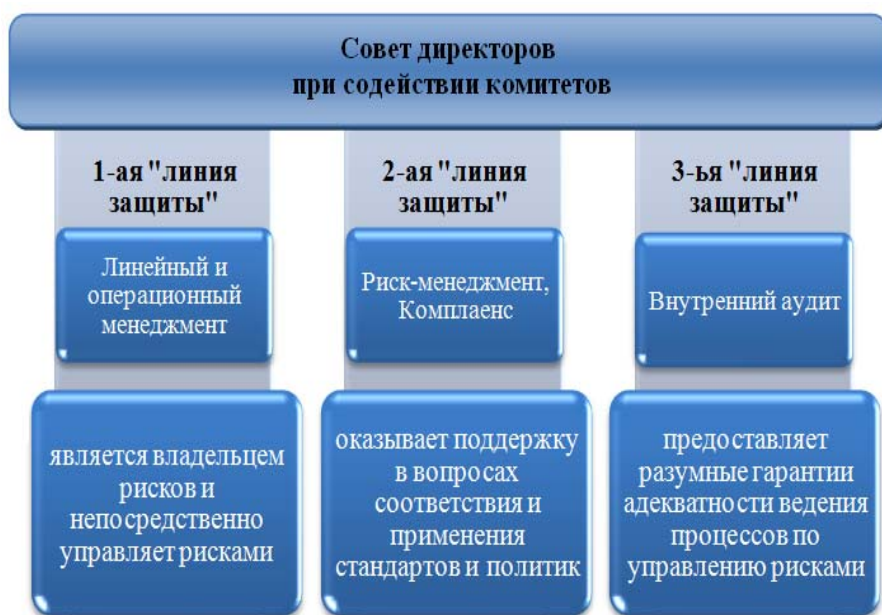 Совет директоров
при содействии комитетов
1-ая "линия
защиты"
Линейный и
операционный
менеджмент
является владельцем
рисков и
непосредственно
управляет рисками
2-ая "линия
защиты"
Риск-менеджмент,
Комплаенс
оказывает поддержку
в вопросах
соответствия и
применения
стандартов и политик
3-ья "линия
защиты"
Внутренний аудит
предоставляет
разумные гарантии
адекватности ведения
процессов по
управлению рисками